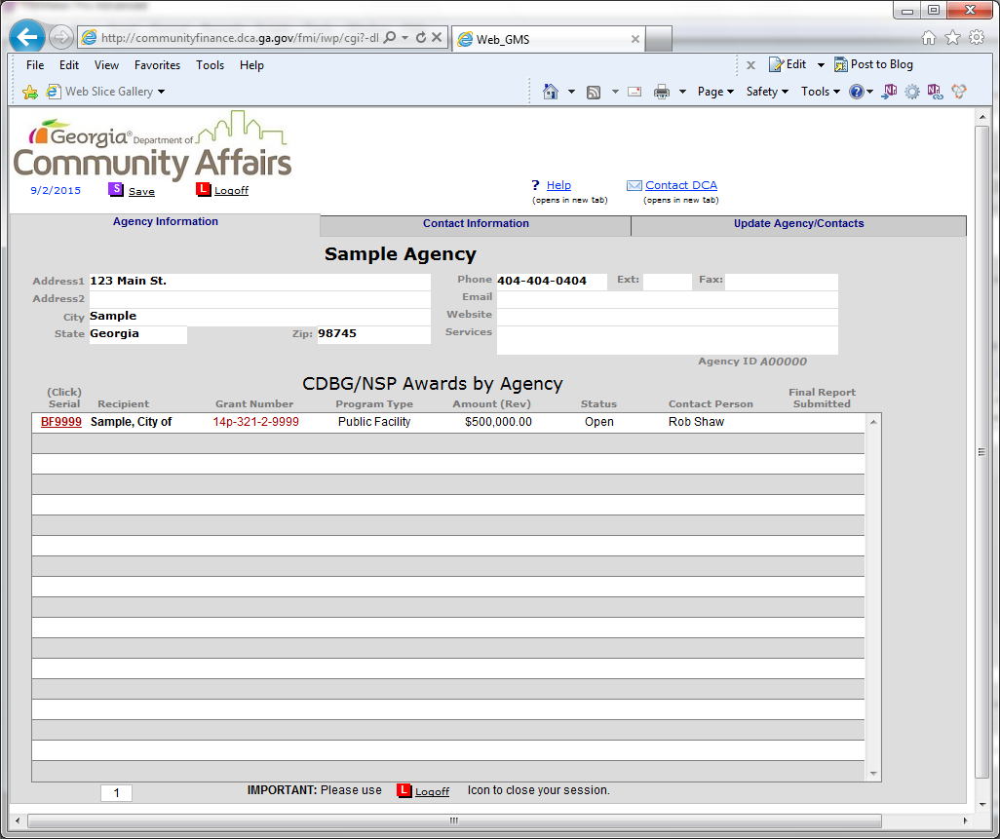 http://communityfinance.dca.ga.gov/fmi/iwp/cgi?-dl
Web_GMS
File Edit View Favorites Tools Help
x Edit Post to Blog
Web Slice Gallery
Page Safety Tools
Georgia® Department of
Community Affairs
9/2/2015 S Save L Logoff
? Help Contact DCA
(opens in new tab) (opens in new tab)
Agency Information Contact Information Update Agency/Contacts
Sample Agency
Address1 123 Main St. Phone 404-404-0404 Ext: Fax:
Address2 Email
City Sample Website
State Georgia Zip: 98745 Services
Agency ID A00000
CDBG/NSP Awards by Agency
(Click) Serial Recipient Grant Number Program Type Amount (Rev) Status Contact Person Final Report Submitted
BF9999 Sample, City of 14p-321-2-9999 Public Facility $500,000.00 Open Rob Shaw
1 IMPORTANT: Please use L Logoff Icon to close your session.